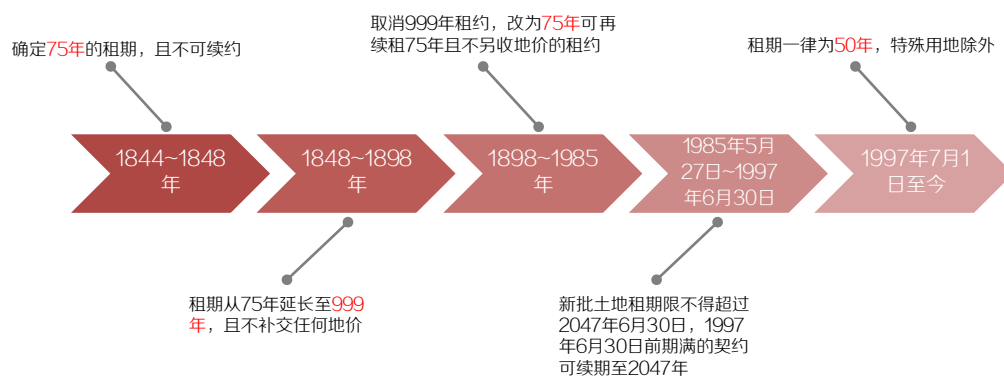 确定75年的租期，且不可续约
取消999年租约，改为75年可再
续租75年且不另收地价的租约
租期一律为50年，特殊用地除外
1844~1848
年
1848~1898
年
1898~1985
年
1985年5月
27日~1997
年6月30日
1997年7月1
日至今
租期从75年延长至999
年，且不补交任何地价
新批土地租期限不得超过
2047年6月30日，1997
年6月30日前期满的契约
可续期至2047年